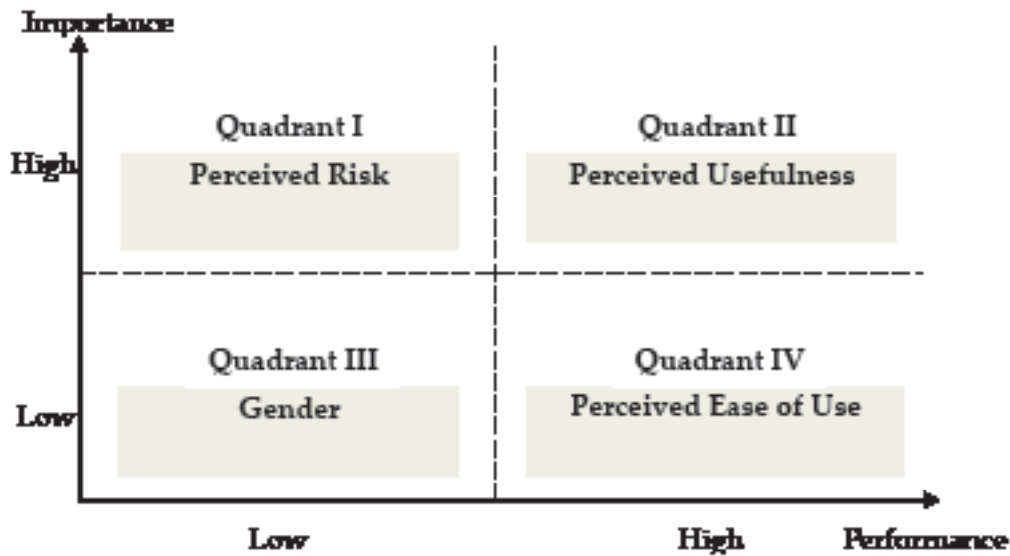 Importance
Quadrant I
Quadrant II
High
Perceived Risk
Perceived Usefulness
Quadrant III
Quadrant IV
Low
Gender
Perceived Ease of Use
Low
High
Performance